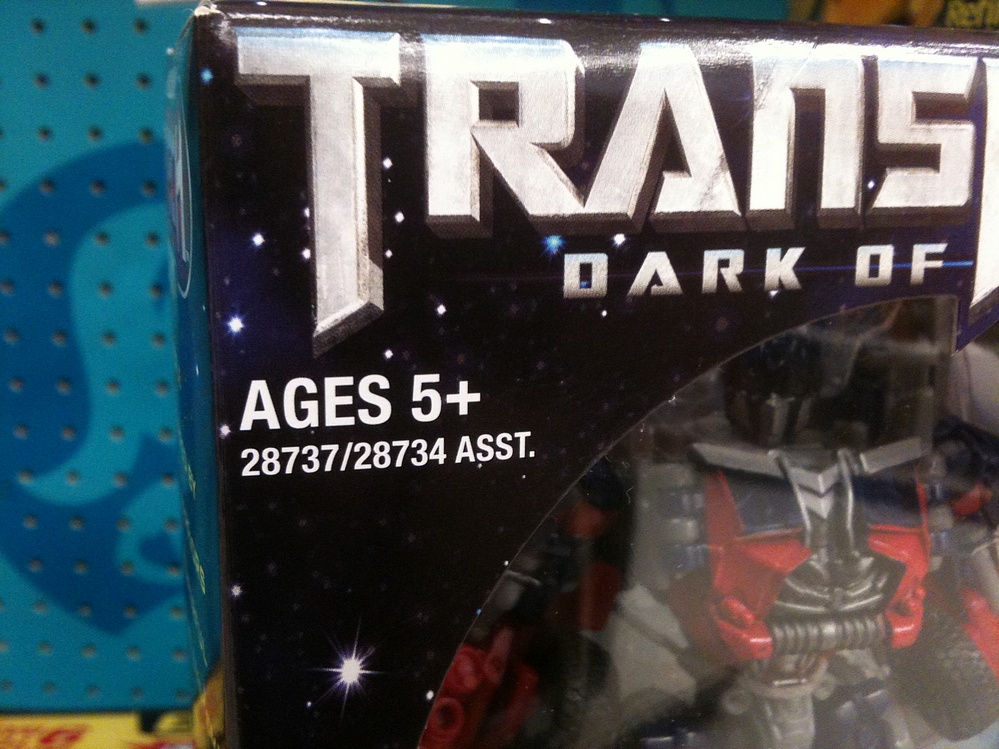 TRANS
DARK OF
AGES 5+
28737/28734 ASST.